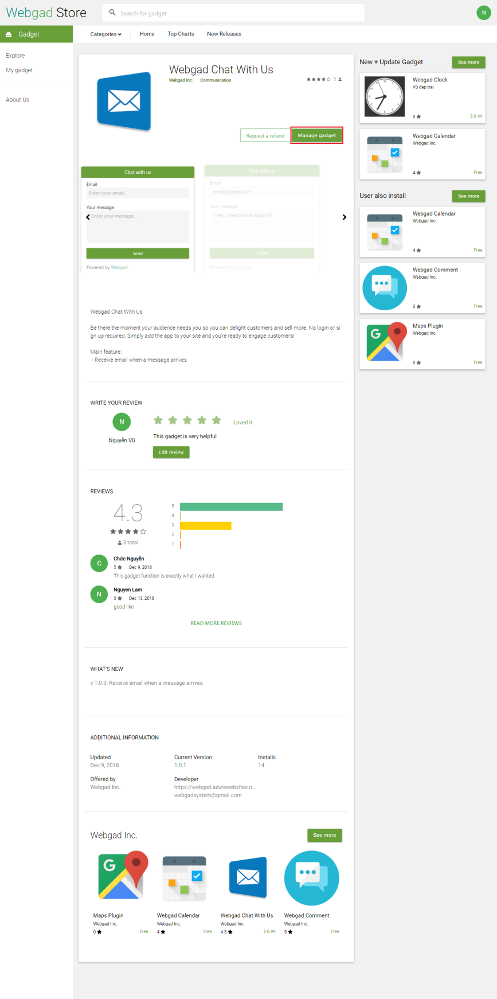 Webgad Store
Search for gadget
N
Gadget
Categories
Home
Top Charts
New Releases
Explore
My gadget
About Us
Webgad Chat With Us
Webgad Inc.
Communication
3
Request a refund
Manage gadget
Chat with us
Email
Enter your email
Your message
Enter your message...
Send
Powered by Webgad
Chat with us
Email
email@gmail.com
Your message
Hey, I need some support
Send
Powered by Webgad
Webgad Chat With Us
Be there the moment your audience needs you so you can delight customers and sell more. No login or si
gn up required. Simply add the app to your site and you're ready to engage customers!
Main feature:
- Receive email when a message arrives
WRITE YOUR REVIEW
N
Nguyễn Vũ
Loved it
This gadget is very helpful
Edit review
REVIEWS
4.3
3 total
5
4
3
2
1
C
Chức Nguyễn
5
Dec 9, 2018
This gadget function is exactly what I wanted
N
Nguyen Lam
3
Dec 13, 2018
good like
READ MORE REVIEWS
WHAT'S NEW
v 1.0.0: Receive email when a message arrives
ADDITIONAL INFORMATION
Updated
Dec 9, 2018
Current Version
1.0.1
Installs
14
Offered by
Webgad Inc.
Developer
https://webgad.azurewebsites.n...
webgadsystem@gmail.com
Webgad Inc.
See more
G
Maps Plugin
Webgad Inc.
0
Free
Webgad Calendar
Webgad Inc.
4
Free
Webgad Chat With Us
Webgad Inc.
4.3
$ 0.99
Webgad Comment
Webgad Inc.
5
Free
New + Update Gadget
See more
Webgad Clock
Vũ đẹp trai
0
$ 0.99
Webgad Calendar
Webgad Inc.
4
Free
User also install
See more
Webgad Calendar
Webgad Inc.
4
Free
Webgad Comment
Webgad Inc.
5
Free
G
Maps Plugin
Webgad Inc.
0
Free